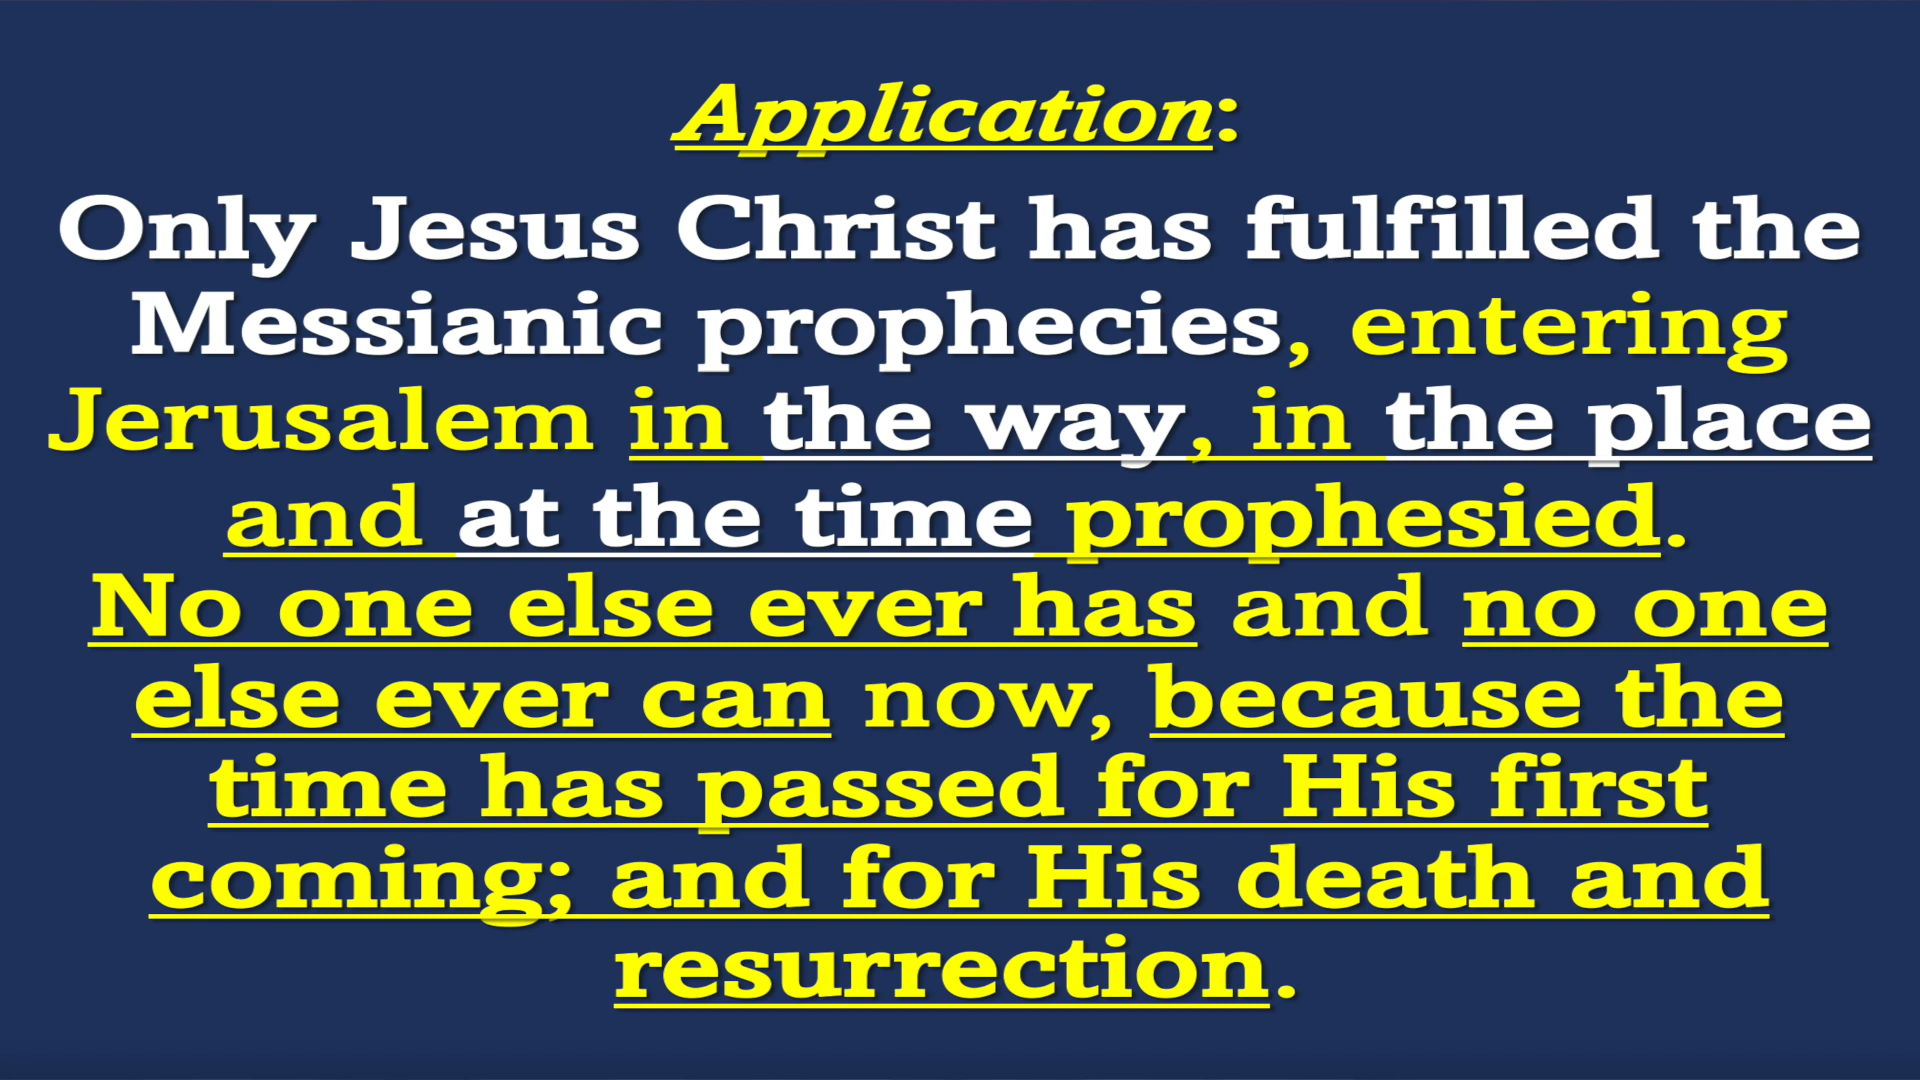 Application:
Only Jesus Christ has fulfilled the
Messianic prophecies, entering
Jerusalem in the way, in the place
and at the time prophesied.
No one else ever has and no one
else ever can now, because the
time has passed for His first
coming; and for His death and
resurrection.